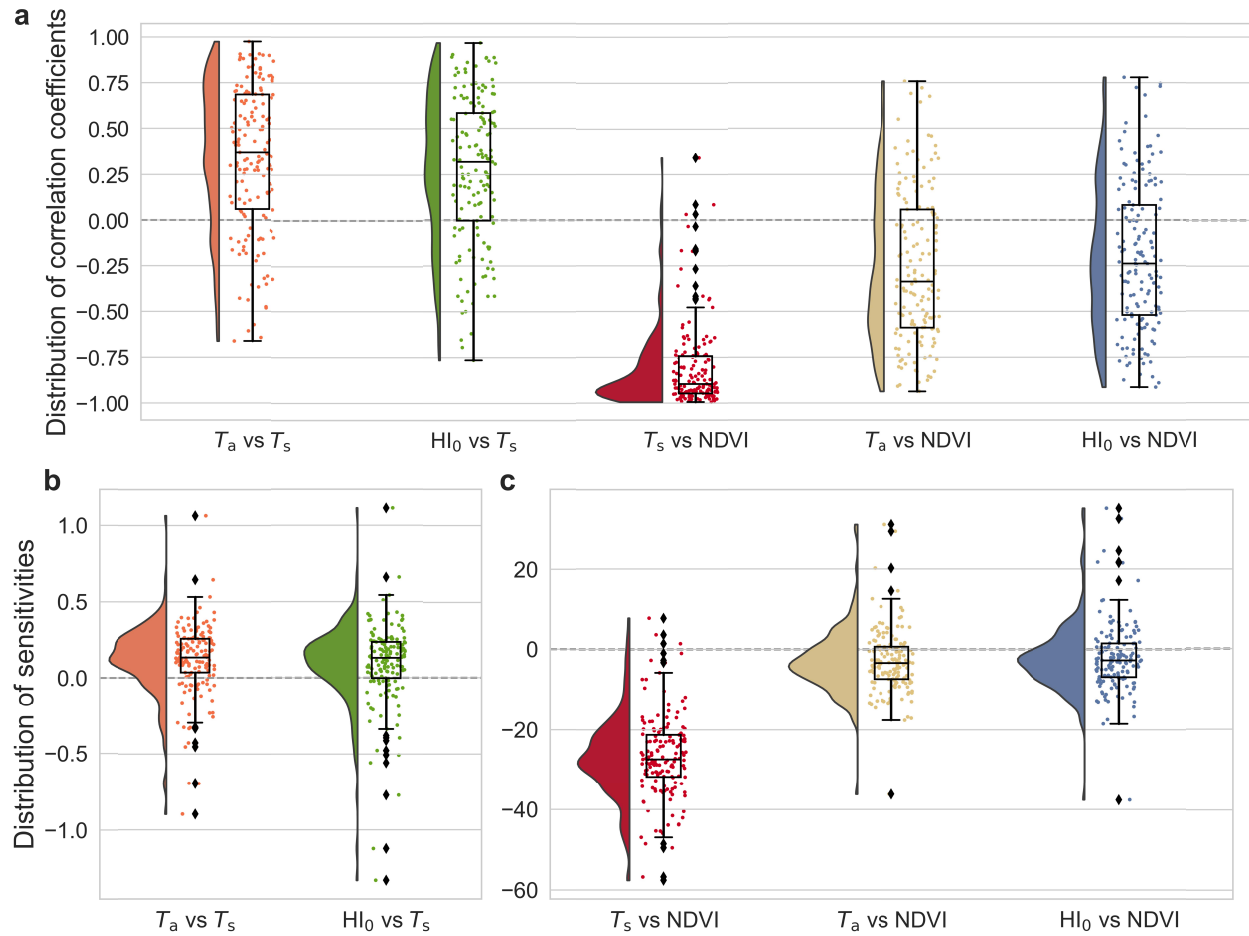 a
Distribution of correlation coefficients
1.00
0.75
0.50
0.25
0.00
−0.25
−0.50
−0.75
−1.00
Ta vs Ts
HI0 vs Ts
Ts vs NDVI
Ta vs NDVI
HI0 vs NDVI
b
Distribution of sensitivities
1.0
0.5
0.0
−0.5
−1.0
Ta vs Ts
HI0 vs Ts
c
20
0
−20
−40
−60
Ts vs NDVI
Ta vs NDVI
HI0 vs NDVI